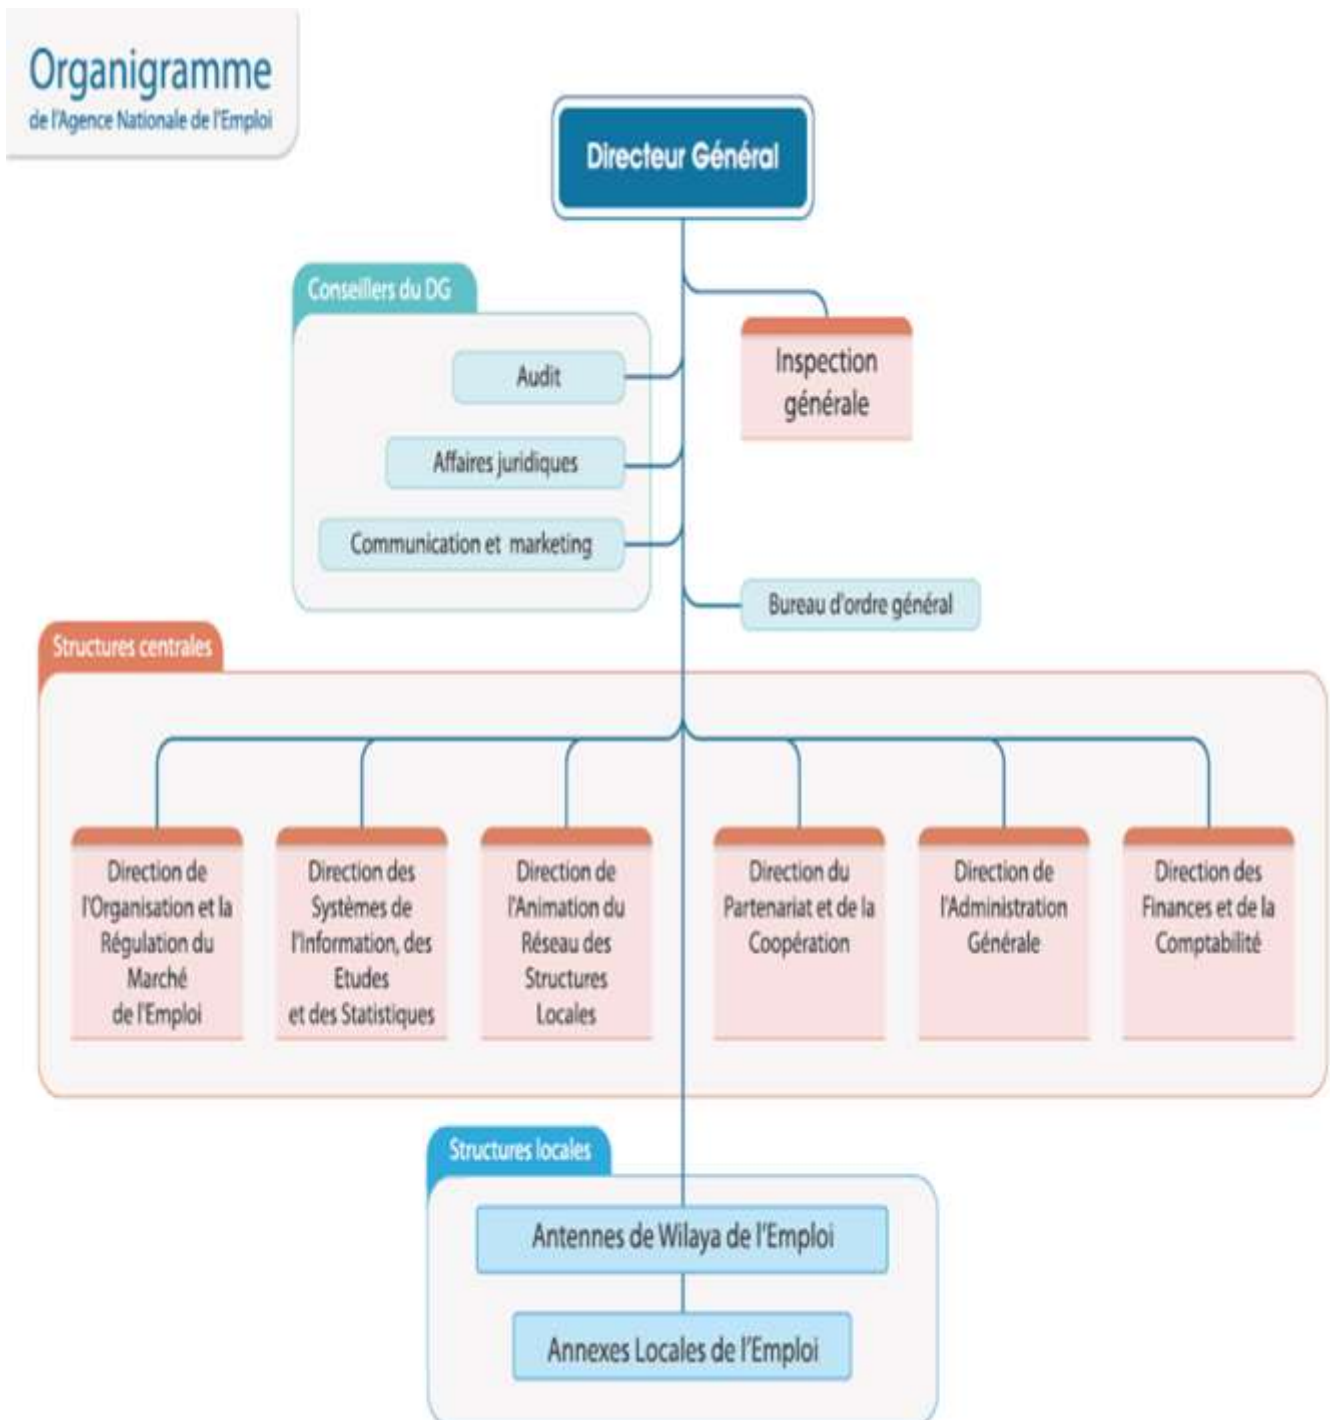 Organigramme
de l'Agence Nationale de l'Emploi
Directeur Général
Conseillers du DG
Audit
Affaires juridiques
Communication et marketing
Inspection
générale
Bureau d'ordre général
Structures centrales
Direction de
l'Organisation et la
Régulation du
Marché
de l'Emploi
Direction des
Systèmes de
l'Information, des
Etudes
et des Statistiques
Direction de
l'Animation du
Réseau des
Structures
Locales
Direction du
Partenariat et de la
Coopération
Direction de
l'Administration
Générale
Direction des
Finances et de la
Comptabilité
Structures locales
Antennes de Wilaya de l'Emploi
Annexes Locales de l'Emploi